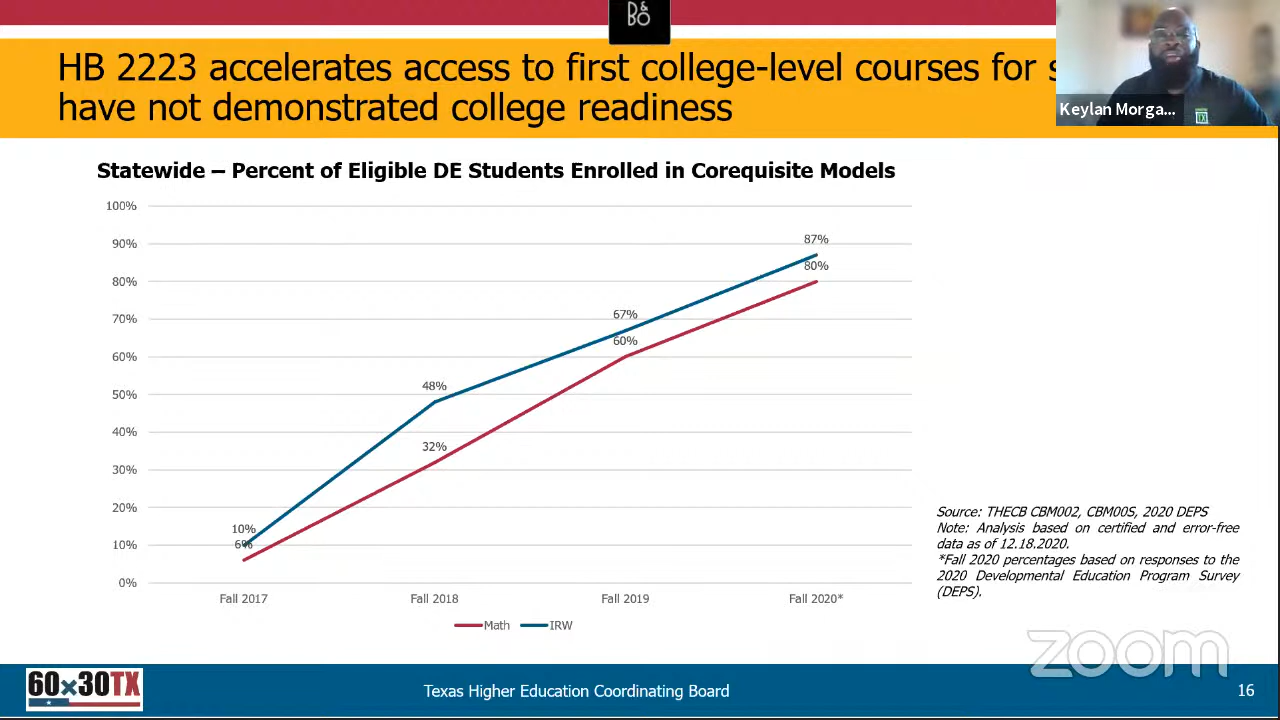 B&
BO
HB 2223 accelerates access to first college-level courses for
have not demonstrated college readiness
Keylan Morga...
Statewide – Percent of Eligible DE Students Enrolled in Corequisite Models
100%
90%
80%
70%
60%
50%
40%
30%
20%
10%
0%
87%
80%
67%
60%
48%
32%
10%
6%
Fall 2017
Fall 2018
Fall 2019
Fall 2020*
Math
IRW
Source: THECB CBM002, CBM00S, 2020 DEPS
Note: Analysis based on certified and error-free
data as of 12.18.2020.
*Fall 2020 percentages based on responses to the
2020 Developmental Education Program Survey
(DEPS).
zoom
60x30TX
Texas Higher Education Coordinating Board
16